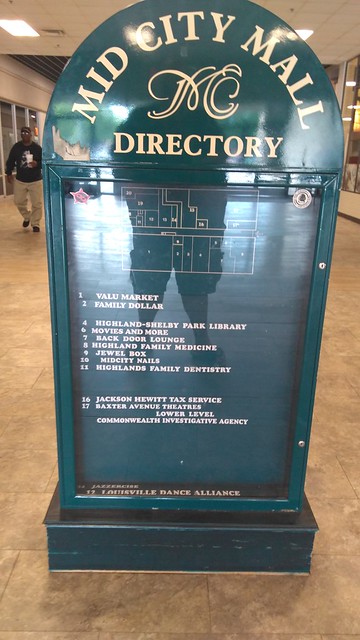 MID CITY MALL
MC
DIRECTORY
1 VALU MARKET
2 FAMILY DOLLAR
4 HIGHLAND-SHELBY PARK LIBRARY
6 MOVIES AND MORE
7 BACK DOOR LOUNGE
8 HIGHLAND FAMILY MEDICINE
9 JEWEL BOX
10 MIDCITY NAILS
11 HIGHLANDS FAMILY DENTISTRY
16 JACKSON HEWITT TAX SERVICE
17 BAXTER AVENUE THEATRES
LOWER LEVEL
COMMONWEALTH INVESTIGATIVE AGENCY
JAZZERCISE
LOUISVILLE DANCE ALLIANCE